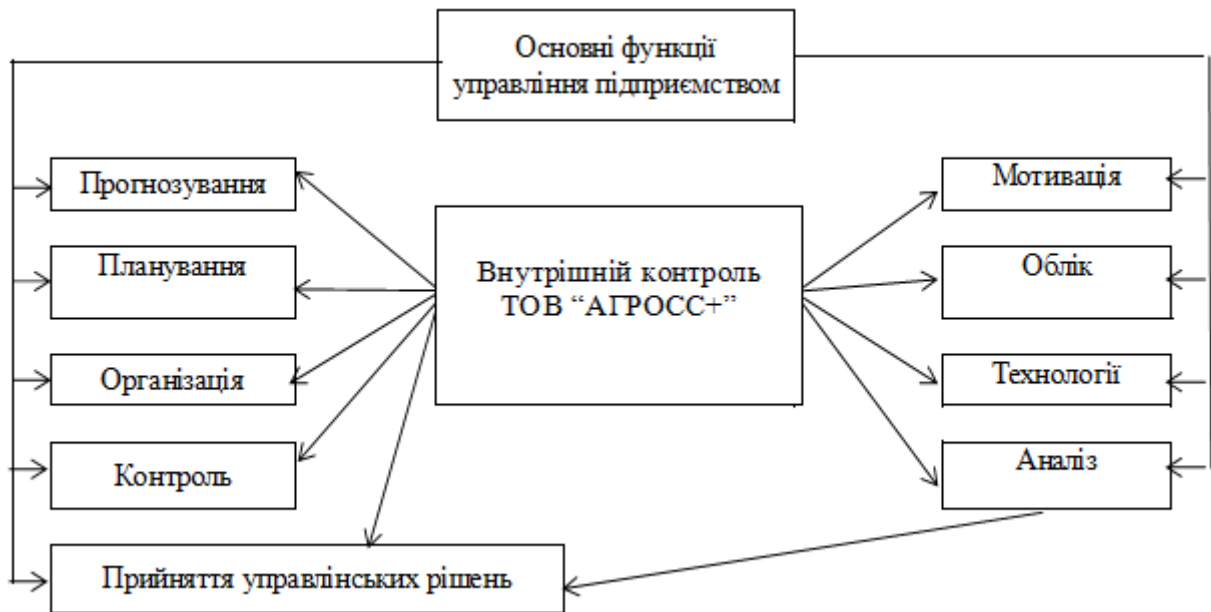 Основні функції
управління підприємством
Прогнозування
Мотивація
Внутрішній контроль
ТОВ “АГРОСС+”
Планування
Облік
Організація
Технології
Контроль
Аналіз
Прийняття управлінських рішень